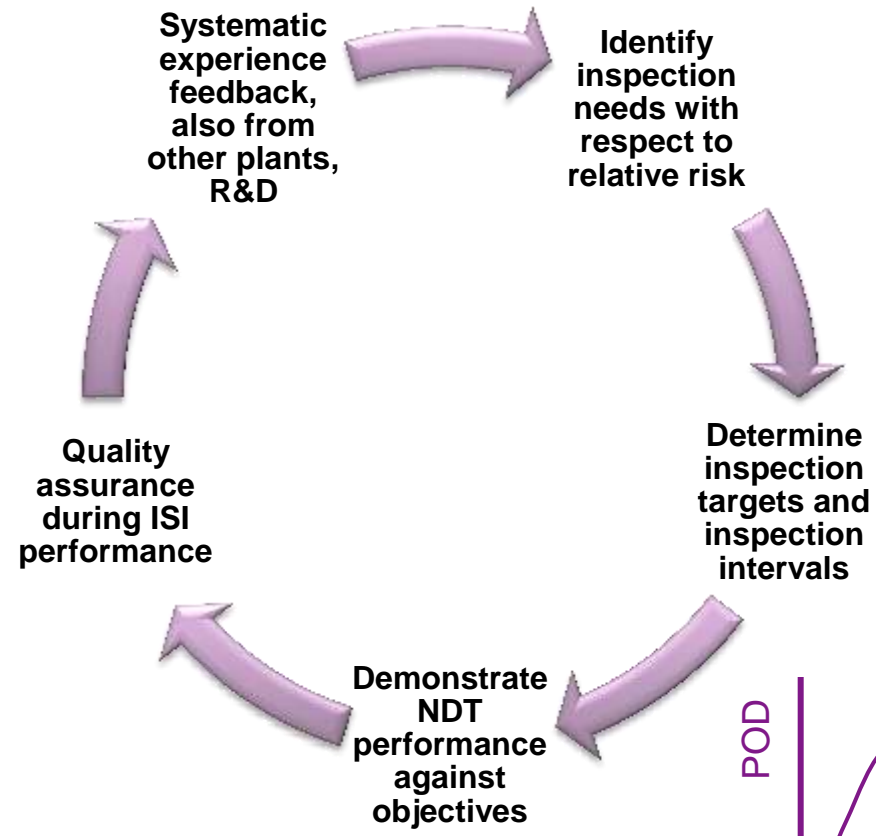 Systematic
experience
feedback,
also from
other plants,
R&D
Identify
inspection
needs with
respect to
relative risk
Determine
inspection
targets and
inspection
intervals
Demonstrate
NDT
performance
against
objectives
Quality
assurance
during ISI
performance
POD